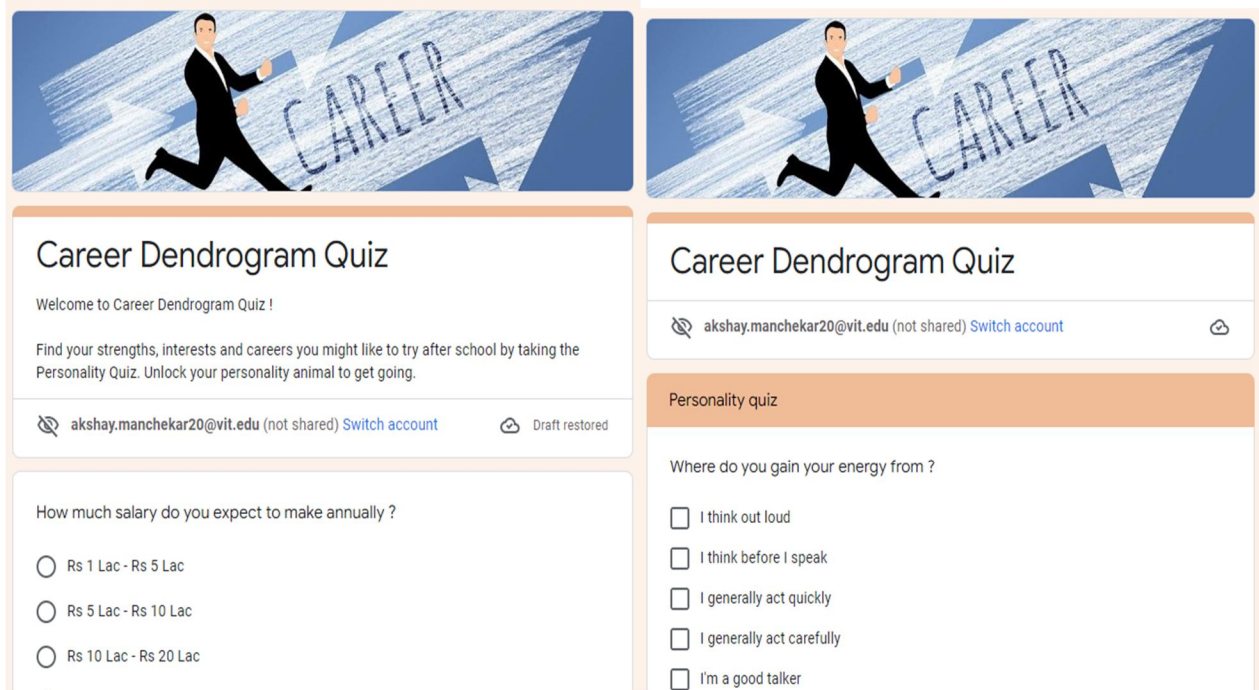 CAREER
Career Dendrogram Quiz
Welcome to Career Dendrogram Quiz !
Find your strengths, interests and careers you might like to try after school by taking the
Personality Quiz. Unlock your personality animal to get going.
akshay.manchekar20@vit.edu (not shared) Switch account
Draft restored
How much salary do you expect to make annually ?
Rs 1 Lac - Rs 5 Lac
Rs 5 Lac - Rs 10 Lac
Rs 10 Lac - Rs 20 Lac
CAREER
Career Dendrogram Quiz
akshay.manchekar20@vit.edu (not shared) Switch account
Personality quiz
Where do you gain your energy from ?
I think out loud
I think before I speak
I generally act quickly
I generally act carefully
I'm a good talker